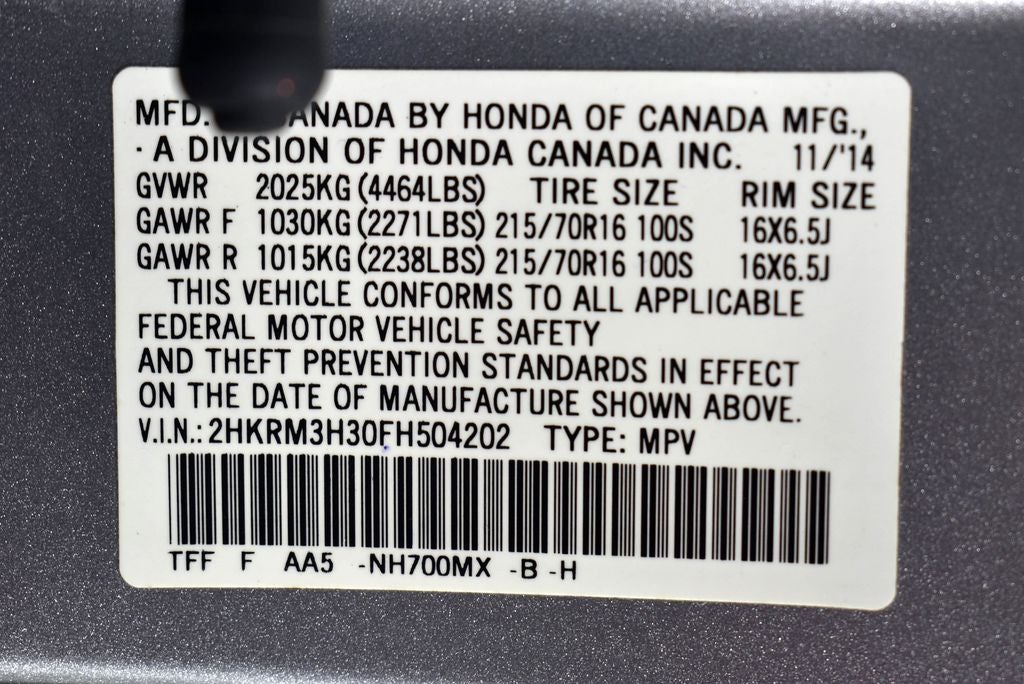 MFD. CANADA BY HONDA OF CANADA MFG.,
· A DIVISION OF HONDA CANADA INC. 11/'14
GVWR 2025KG (4464LBS) TIRE SIZE RIM SIZE
GAWR F 1030KG (2271LBS) 215/70R16 100S 16X6.5J
GAWR R 1015KG (2238LBS) 215/70R16 100S 16X6.5J
THIS VEHICLE CONFORMS TO ALL APPLICABLE
FEDERAL MOTOR VEHICLE SAFETY
AND THEFT PREVENTION STANDARDS IN EFFECT
ON THE DATE OF MANUFACTURE SHOWN ABOVE.
V.I.N.: 2HKRM3H30FH504202 TYPE: MPV
TFF F AA5 -NH700MX -B -H